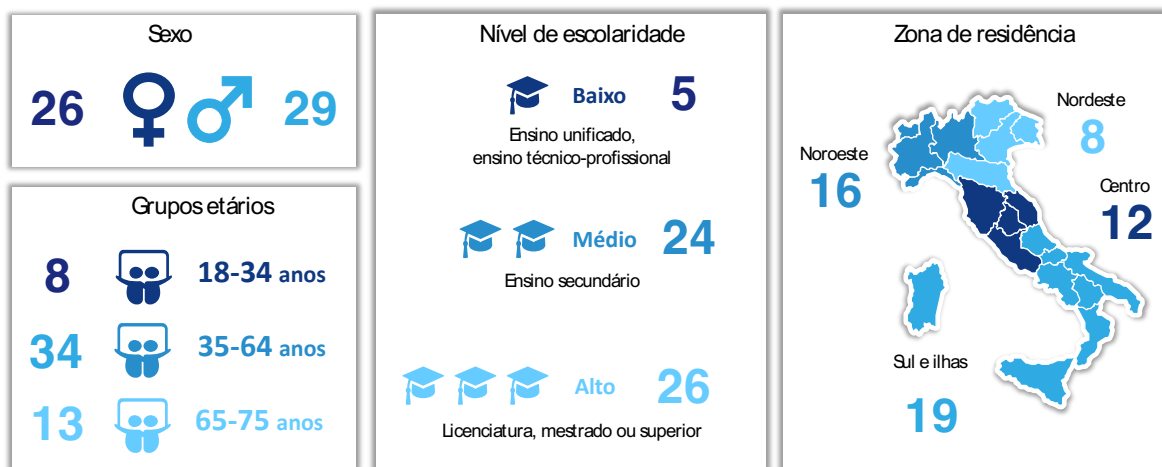 Sexo
26
29
Grupos etários
8 18-34 anos
34 35-64 anos
13 65-75 anos
Nível de escolaridade
Baixo 5
Ensino unificado,
ensino técnico-profissional
Médio 24
Ensino secundário
Alto 26
Licenciatura, mestrado ou superior
Zona de residência
Nordeste
8
Noroeste
16
Centro
12
Sul e ilhas
19